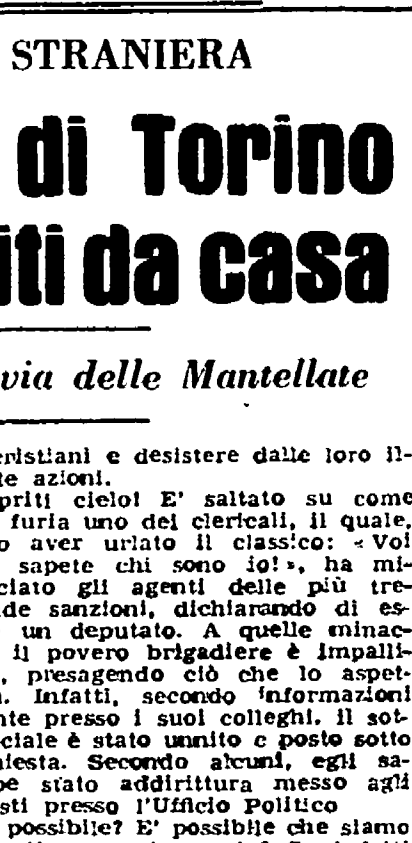 STRANIERA
di Torino
iti da casa
via delle Mantellate
eristiani e desistere dalle loro il-
te azioni.
priti cielo! E' saltato su come
furia uno dei clericali, il quale,
o aver urlato il classico: « Voi
sapete chi sono io! », ha mi-
ciato gli agenti delle più tre-
de sanzioni, dichiarando di es-
un deputato. A quelle minac-
il povero brigadiere è impalli-
, presagendo ciò che lo aspet-
. Infatti, secondo informazioni
nte presso i suoi colleghi, il sot-
ciale è stato unnito e posto sotto
iesta. Secondo alcuni, egli sa-
be stato addirittura messo agli
sti presso l'Ufficio Politico
possibile? E' possibile che siamo